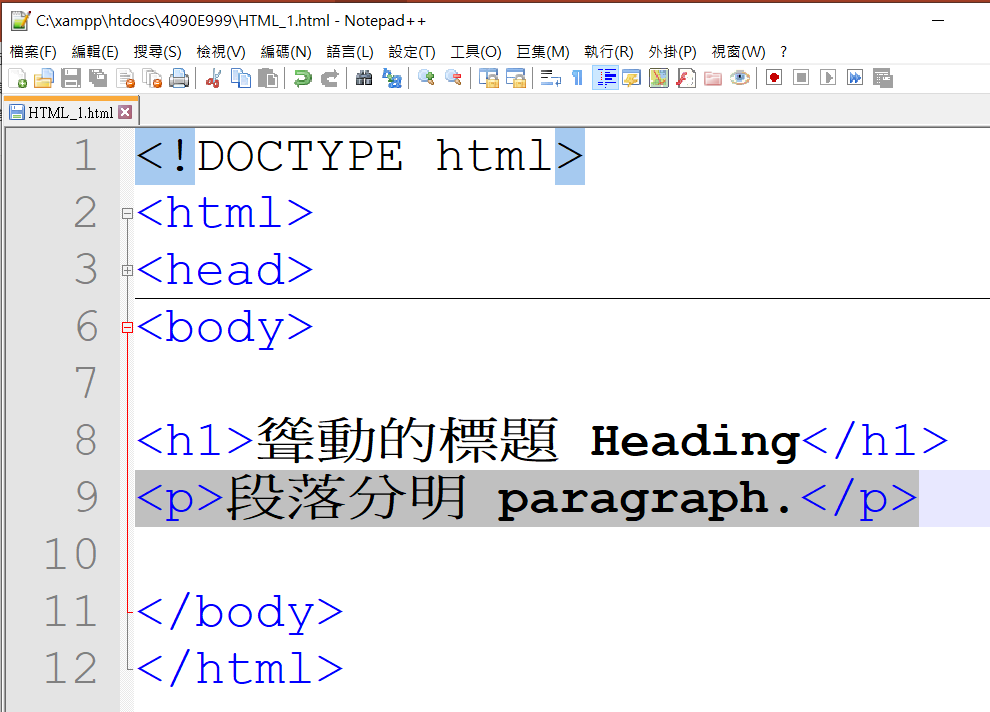 C:\xampp\htdocs\4090E999\HTML_1.html - Notepad++
檔案(F) 編輯(E) 搜尋(S) 檢視(V) 編碼(N) 語言(L) 設定(T) 工具(O) 巨集(M) 執行(R) 外掛(P) 視窗(W) ?
HTML_1.html
1 <!DOCTYPE html>
2 <html>
3 <head>
6 <body>
7
8 <h1>聳動的標題 Heading</h1>
9 <p>段落分明 paragraph.</p>
10
11 </body>
12 </html>